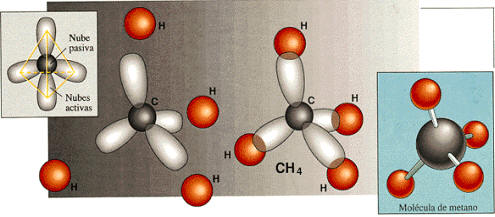 Nube
pasiva
Nubes
activas
H
C
H
H
H
H
C
H
H
H
CH4
Molécula de metano